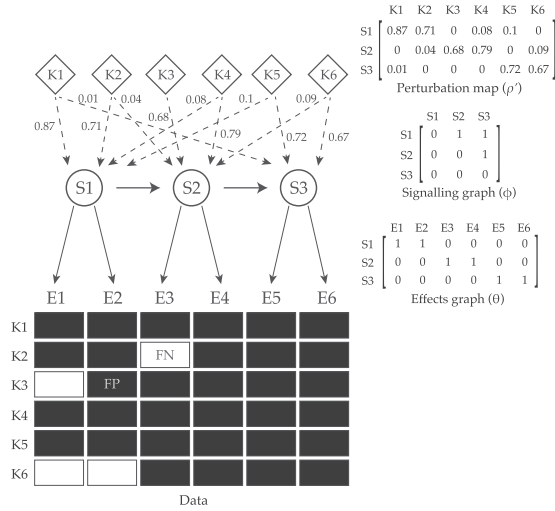 K1 K2 K3 K4 K5 K6
S1 0.87 0.71 0 0.08 0.1 0
S2 0 0.04 0.68 0.79 0 0.09
S3 0.01 0 0 0 0.72 0.67
Perturbation map (ρ′)
K1 K2 K3 K4 K5 K6
0.01 0.04 0.08 0.1 0.09
0.87 0.71 0.68 0.79 0.72 0.67
S1 S2 S3
S1 S2 S3
S1 0 1 1
S2 0 0 1
S3 0 0 0
Signalling graph (ϕ)
E1 E2 E3 E4 E5 E6
S1 1 1 0 0 0 0
S2 0 0 1 1 0 0
S3 0 0 0 0 1 1
Effects graph (θ)
E1 E2 E3 E4 E5 E6
K1
K2 FN
K3 FP
K4
K5
K6
Data